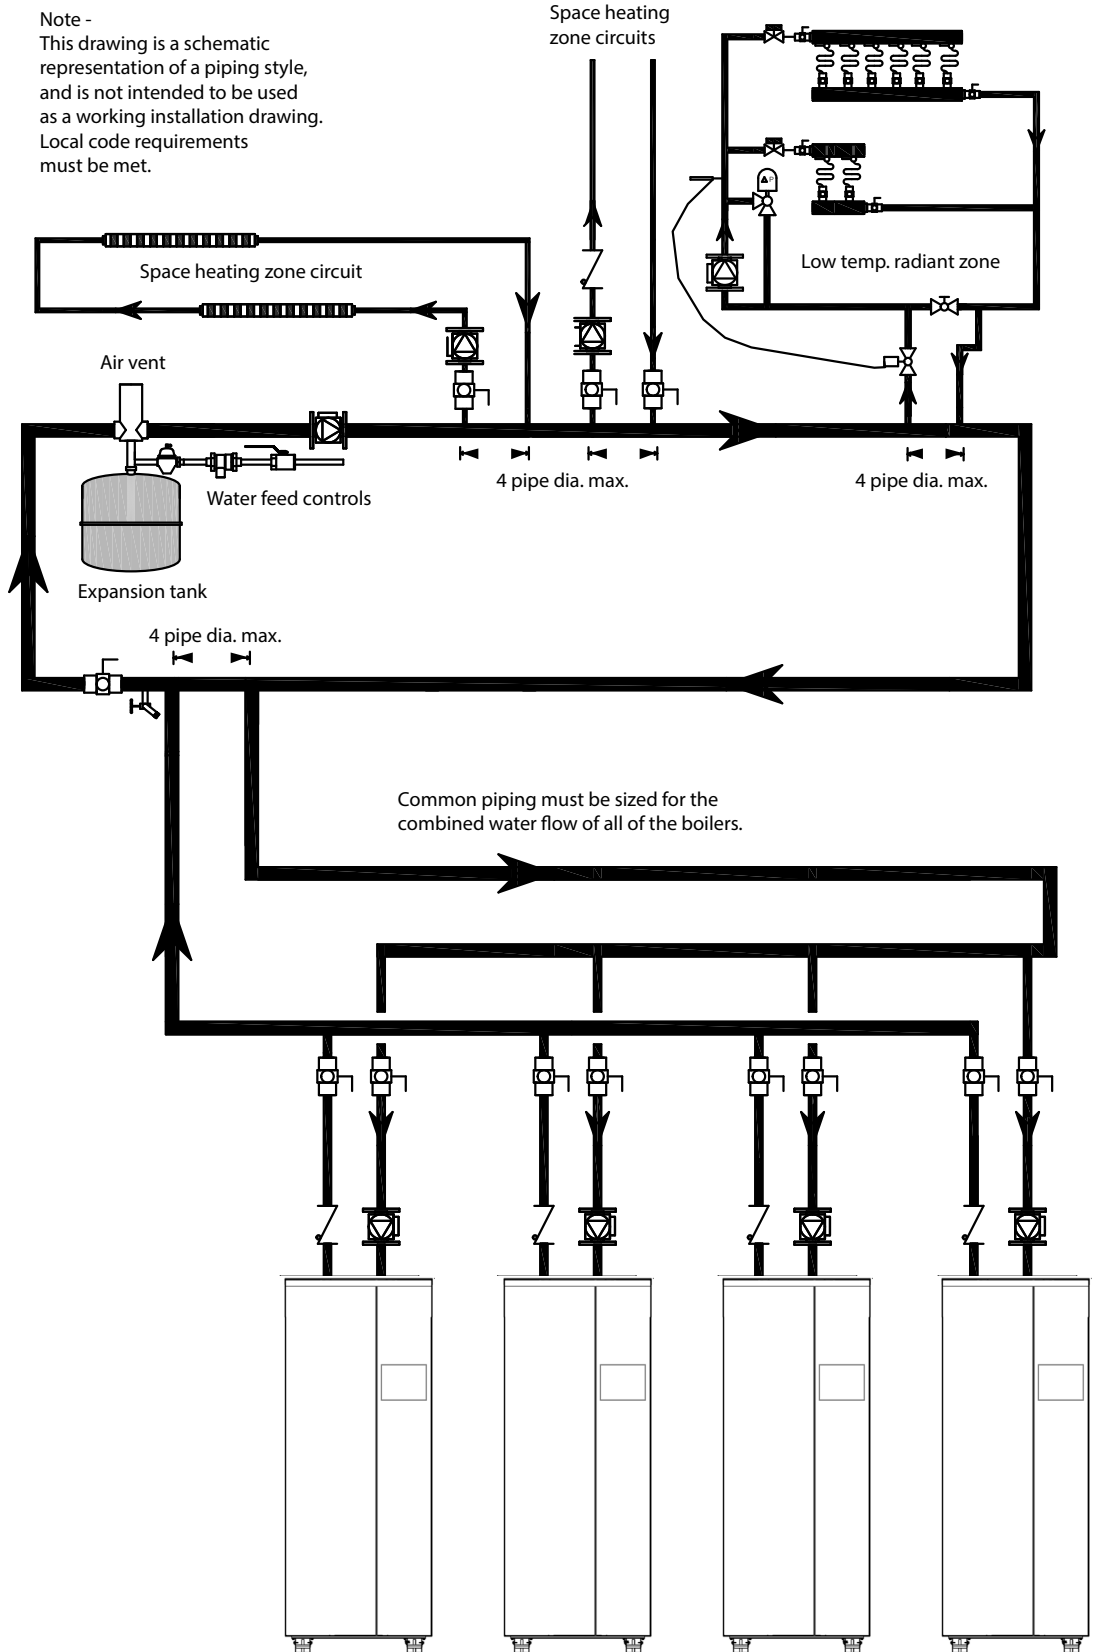 Note -
This drawing is a schematic
representation of a piping style,
and is not intended to be used
as a working installation drawing.
Local code requirements
must be met.
Space heating
zone circuits
Space heating zone circuit
Low temp. radiant zone
Air vent
Water feed controls
4 pipe dia. max.
4 pipe dia. max.
Expansion tank
4 pipe dia. max.
Common piping must be sized for the
combined water flow of all of the boilers.